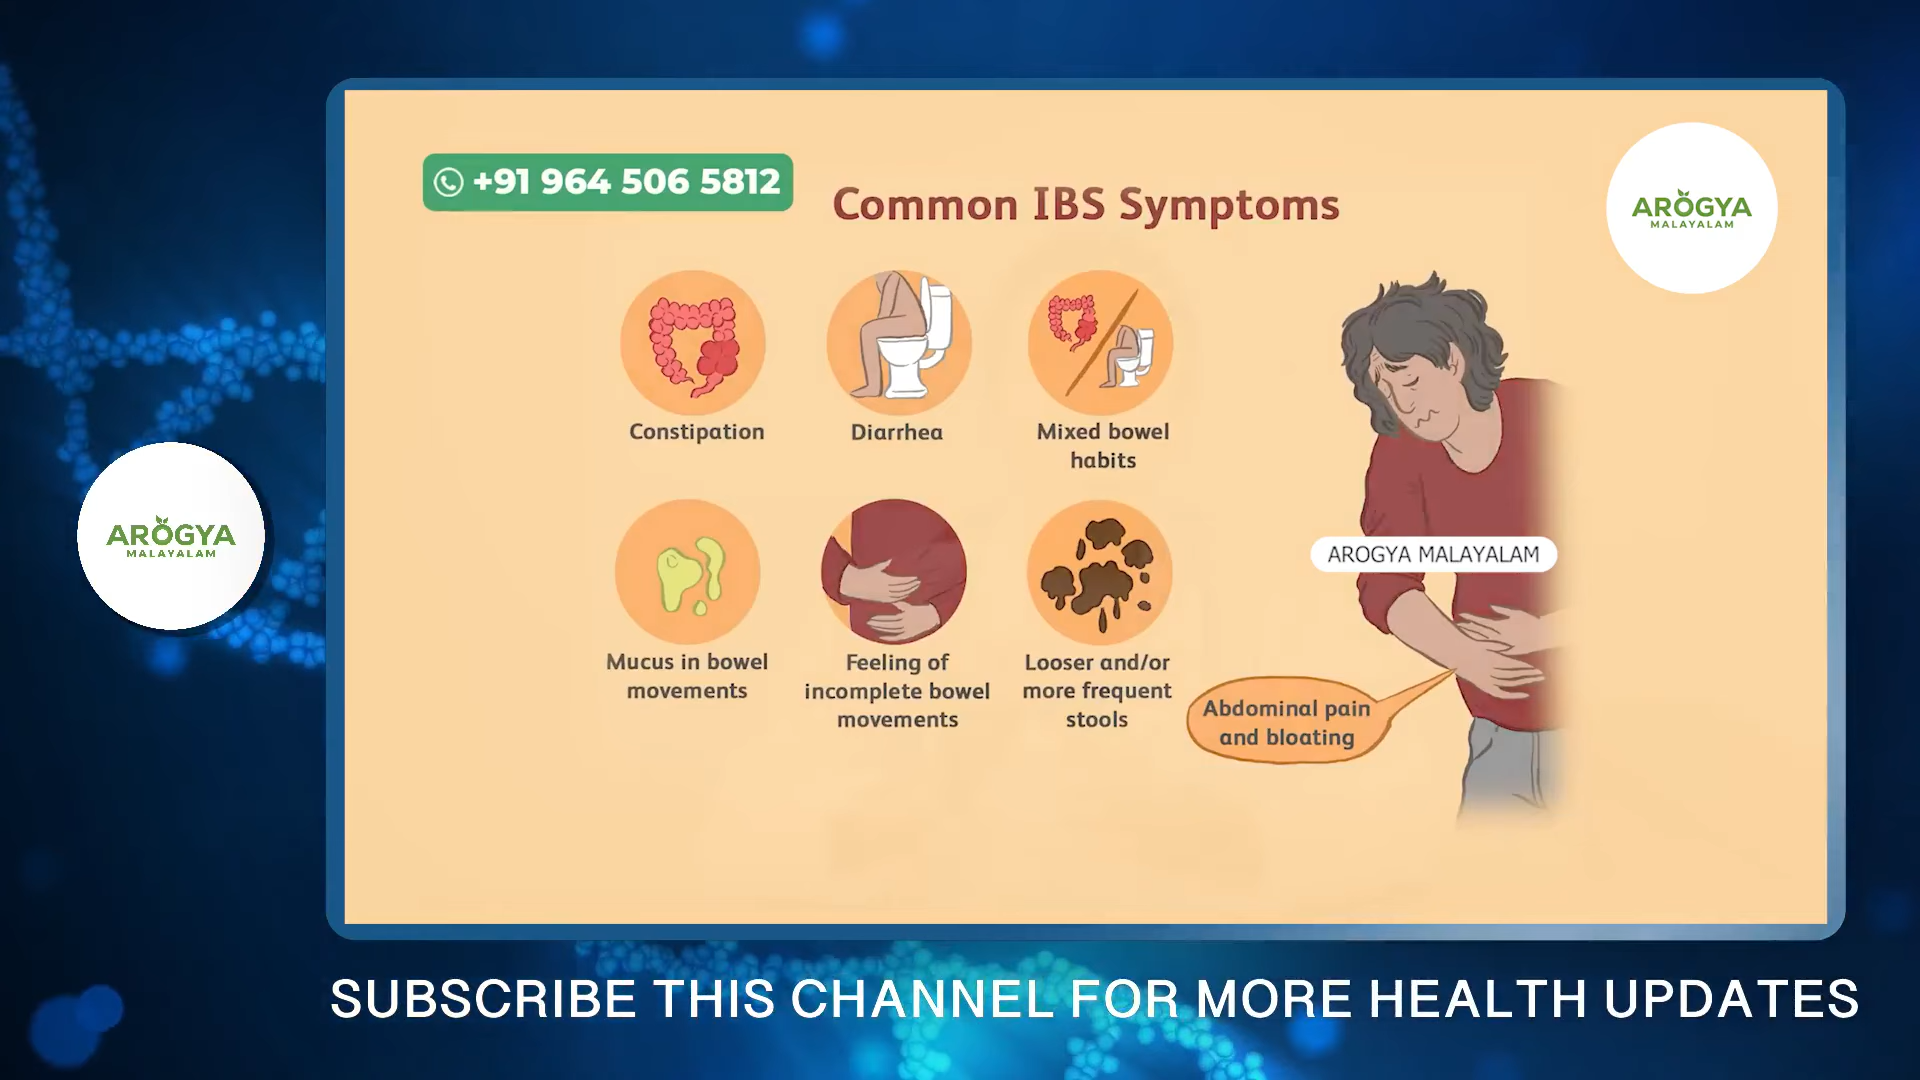 +91 964 506 5812
Common IBS Symptoms
AROGYA
MALAYALAM
Constipation
Diarrhea
Mixed bowel
habits
AROGYA
MALAYALAM
AROGYA MALAYALAM
Mucus in bowel
movements
Feeling of
incomplete bowel
movements
Looser and/or
more frequent
stools
Abdominal pain
and bloating
SUBSCRIBE THIS CHANNEL FOR MORE HEALTH UPDATES